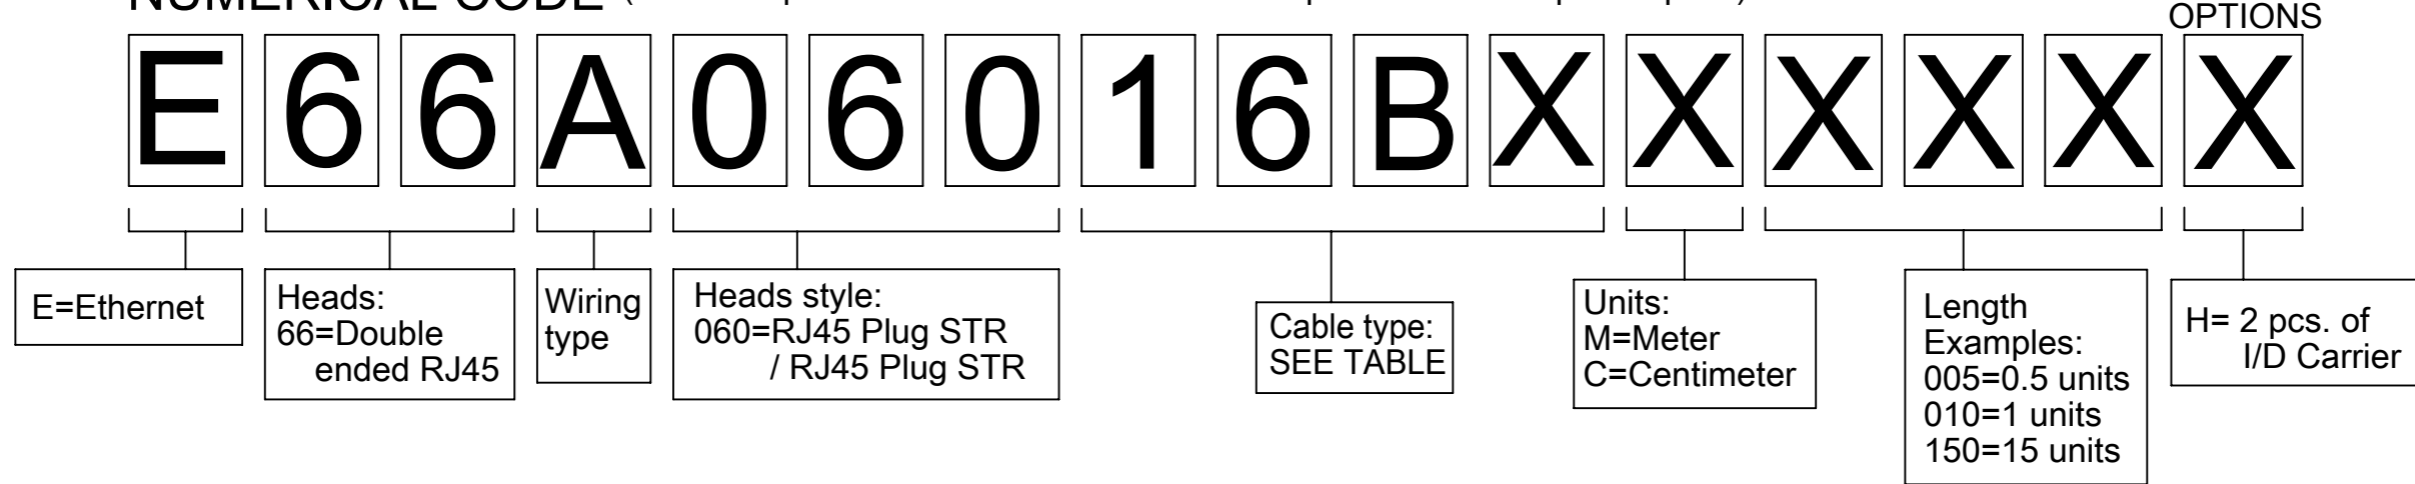 NUMERICAL CODE
OPTIONS
E 6 6 A 0 6 0 1 6 B X X X X X X
E=Ethernet
Heads:
66=Double
ended RJ45
Wiring
type
Heads style:
060=RJ45 Plug STR
/ RJ45 Plug STR
Cable type:
SEE TABLE
Units:
M=Meter
C=Centimeter
Length
Examples:
005=0.5 units
010=1 units
150=15 units
H= 2 pcs. of
I/D Carrier